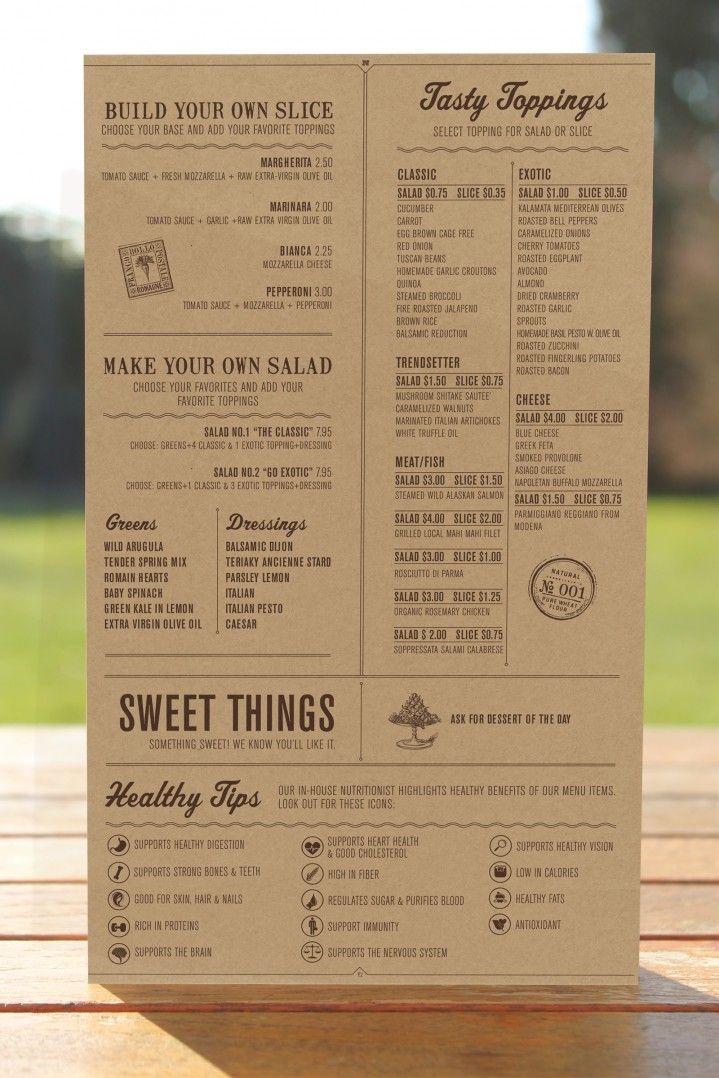 BUILD YOUR OWN SLICE
CHOOSE YOUR BASE AND ADD YOUR FAVORITE TOPPINGS
MARGHERITA 2.50
TOMATO SAUCE + FRESH MOZZARELLA + RAW EXTRA-VIRGIN OLIVE OIL
MARINARA 2.00
TOMATO SAUCE + GARLIC +RAW EXTRA VIRGIN OLIVE OIL
BIANCA 2.25
MOZZARELLA CHEESE
PEPPERONI 3.00
TOMATO SAUCE + MOZZARELLA + PEPPERONI
BOLLO
POSTALE
ROMAGNE
FRANCO
MAKE YOUR OWN SALAD
CHOOSE YOUR FAVORITES AND ADD YOUR
FAVORITE TOPPINGS
SALAD NO.1 “THE CLASSIC” 7.95
CHOOSE: GREENS+4 CLASSIC & 1 EXOTIC TOPPING+DRESSING
SALAD NO.2 “GO EXOTIC” 7.95
CHOOSE: GREENS+1 CLASSIC & 3 EXOTIC TOPPINGS+DRESSING
Greens
WILD ARUGULA
TENDER SPRING MIX
ROMAIN HEARTS
BABY SPINACH
GREEN KALE IN LEMON
EXTRA VIRGIN OLIVE OIL
Dressings
BALSAMIC DIJON
TERIAKY ANCIENNE STARD
PARSLEY LEMON
ITALIAN
ITALIAN PESTO
CAESAR
Tasty Toppings
SELECT TOPPING FOR SALAD OR SLICE
CLASSIC
SALAD $0.75 SLICE $0.35
CUCUMBER
CARROT
EGG BROWN CAGE FREE
RED ONION
TUSCAN BEANS
HOMEMADE GARLIC CROUTONS
QUINOA
STEAMED BROCCOLI
FIRE ROASTED JALAPENO
BROWN RICE
BALSAMIC REDUCTION
TRENDSETTER
SALAD $1.50 SLICE $0.75
MUSHROOM SHITAKE SAUTEE'
CARAMELIZED WALNUTS
MARINATED ITALIAN ARTICHOKES
WHITE TRUFFLE OIL
MEAT/FISH
SALAD $3.00 SLICE $1.50
STEAMED WILD ALASKAN SALMON
SALAD $4.00 SLICE $2.00
GRILLED LOCAL MAHI MAHI FILET
SALAD $3.00 SLICE $1.00
ROSCIUTTO DI PARMA
SALAD $3.00 SLICE $1.25
ORGANIC ROSEMARY CHICKEN
SALAD $ 2.00 SLICE $0.75
SOPPRESSATA SALAMI CALABRESE
EXOTIC
SALAD $1.00 SLICE $0.50
KALAMATA MEDITERREAN OLIVES
ROASTED BELL PEPPERS
CARAMELIZED ONIONS
CHERRY TOMATOES
ROASTED EGGPLANT
AVOCADO
ALMOND
DRIED CRAMBERRY
ROASTED GARLIC
SPROUTS
HOMEMADE BASIL PESTO W. OLIVE OIL
ROASTED ZUCCHINI
ROASTED FINGERLING POTATOES
ROASTED BACON
CHEESE
SALAD $4.00 SLICE $2.00
BLUE CHEESE
GREEK FETA
SMOKED PROVOLONE
ASIAGO CHEESE
NAPOLETAN BUFFALO MOZZARELLA
SALAD $1.50 SLICE $0.75
PARMIGIANO REGGIANO FROM
MODENA
NATURAL
№ 001
PURE WHEAT
FLOUR
SWEET THINGS
SOMETHING SWEET! WE KNOW YOU'LL LIKE IT.
ASK FOR DESSERT OF THE DAY
Healthy Tips
OUR IN-HOUSE NUTRITIONIST HIGHLIGHTS HEALTHY BENEFITS OF OUR MENU ITEMS.
LOOK OUT FOR THESE ICONS:
SUPPORTS HEALTHY DIGESTION
SUPPORTS STRONG BONES & TEETH
GOOD FOR SKIN, HAIR & NAILS
RICH IN PROTEINS
SUPPORTS THE BRAIN
SUPPORTS HEART HEALTH
& GOOD CHOLESTEROL
HIGH IN FIBER
REGULATES SUGAR & PURIFIES BLOOD
SUPPORT IMMUNITY
SUPPORTS THE NERVOUS SYSTEM
SUPPORTS HEALTHY VISION
LOW IN CALORIES
HEALTHY FATS
ANTIOXIDANT